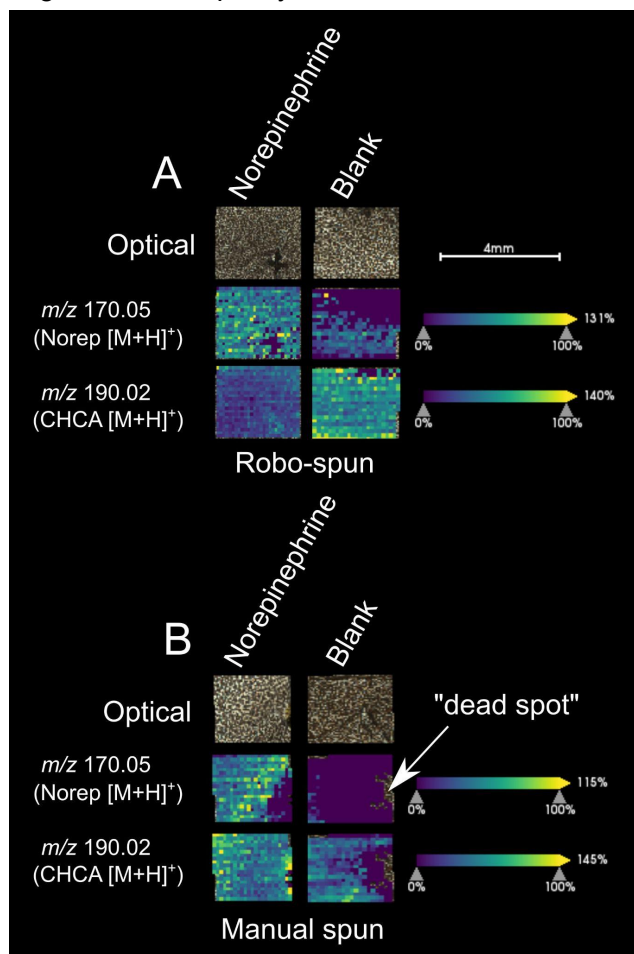 A
Norepinephrine
Blank
Optical
4mm
m/z 170.05
(Norep [M+H]⁺)
131%
0%
100%
m/z 190.02
(CHCA [M+H]⁺)
140%
0%
100%
Robo-spun
B
Norepinephrine
Blank
Optical
"dead spot"
m/z 170.05
(Norep [M+H]⁺)
115%
0%
100%
m/z 190.02
(CHCA [M+H]⁺)
145%
0%
100%
Manual spun